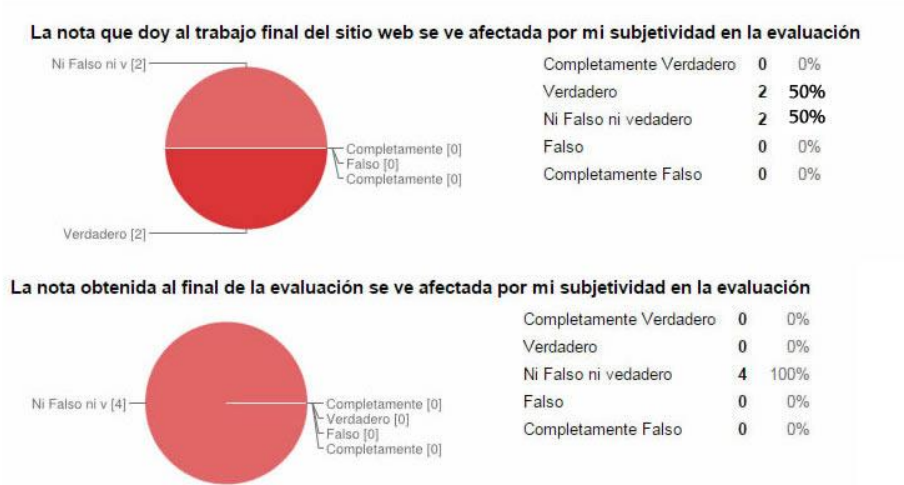 La nota que doy al trabajo final del sitio web se ve afectada por mi subjetividad en la evaluación
Ni Falso ni v [2]
Completamente [0]
Falso [0]
Completamente [0]
Verdadero [2]
Completamente Verdadero 0 0%
Verdadero 2 50%
Ni Falso ni vedadero 2 50%
Falso 0 0%
Completamente Falso 0 0%
La nota obtenida al final de la evaluación se ve afectada por mi subjetividad en la evaluación
Ni Falso ni v [4]
Completamente [0]
Verdadero [0]
Falso [0]
Completamente [0]
Completamente Verdadero 0 0%
Verdadero 0 0%
Ni Falso ni vedadero 4 100%
Falso 0 0%
Completamente Falso 0 0%